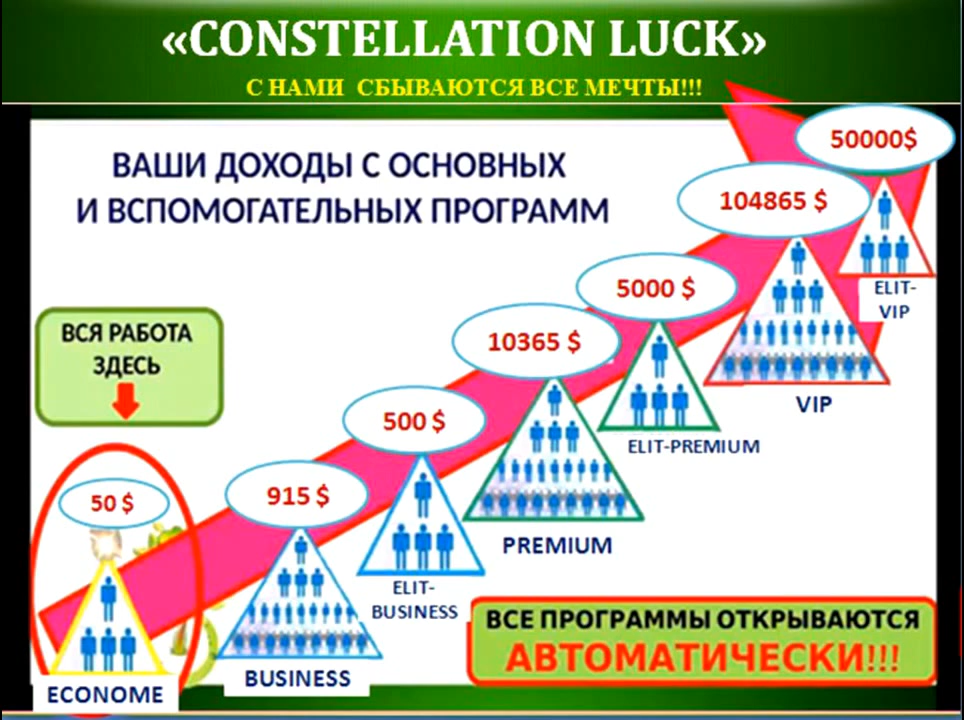 «CONSTELLATION LUCK»
С НАМИ СБЫВАЮТСЯ ВСЕ МЕЧТЫ!!!
ВАШИ ДОХОДЫ С ОСНОВНЫХ
И ВСПОМОГАТЕЛЬНЫХ ПРОГРАММ
50000$
104865 $
ELIT-
VIP
5000 $
10365 $
VIP
ВСЯ РАБОТА
ЗДЕСЬ
500 $
ELIT-PREMIUM
50 $
915 $
PREMIUM
ELIT-
BUSINESS
ВСЕ ПРОГРАММЫ ОТКРЫВАЮТСЯ
АВТОМАТИЧЕСКИ!!!
BUSINESS
ECONOME